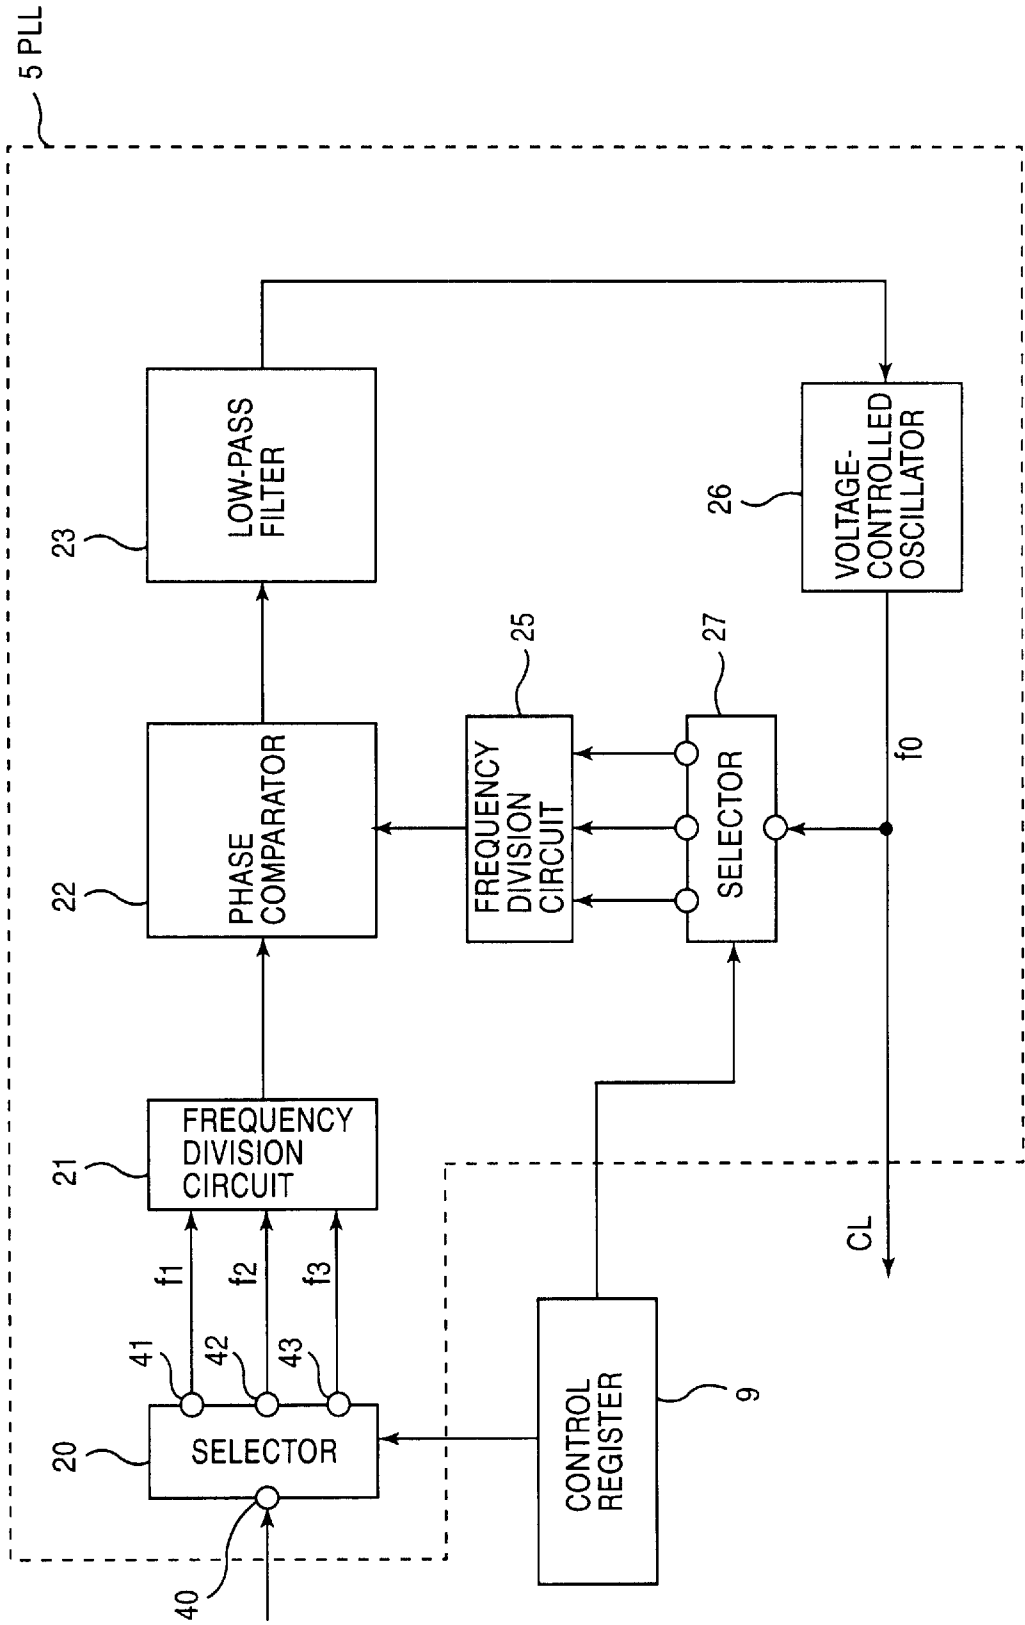 5 PLL
23
LOW-PASS
FILTER
26
VOLTAGE-
CONTROLLED
OSCILLATOR
22
PHASE
COMPARATOR
25
FREQUENCY
DIVISION
CIRCUIT
27
SELECTOR
f0
21
FREQUENCY
DIVISION
CIRCUIT
f1
f2
f3
CL
41
42
43
20
SELECTOR
40
CONTROL
REGISTER
9